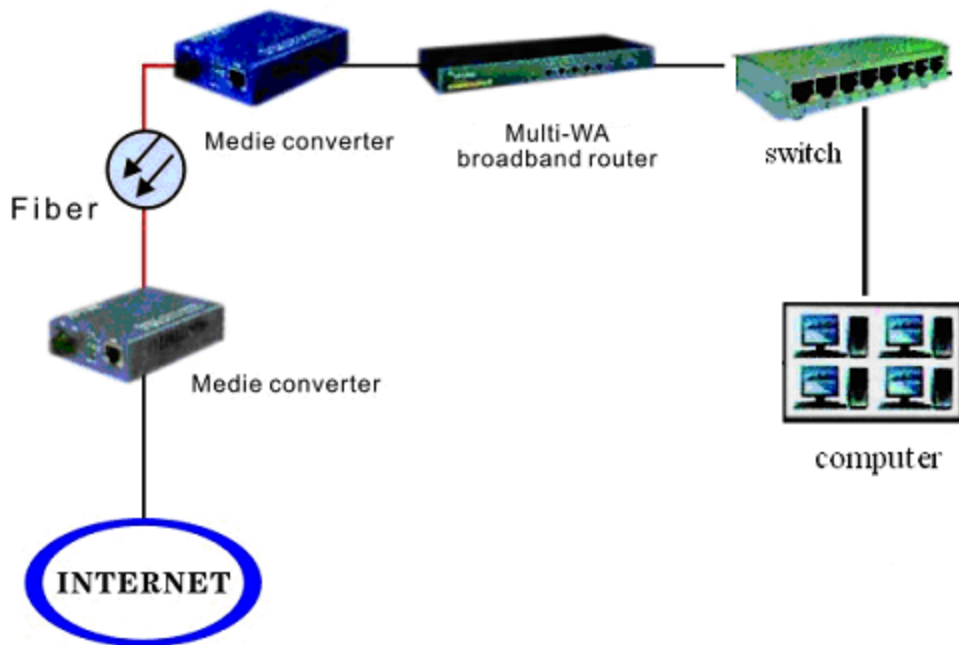 Medie converter
Multi-WA
broadband router
switch
Fiber
Medie converter
computer
INTERNET